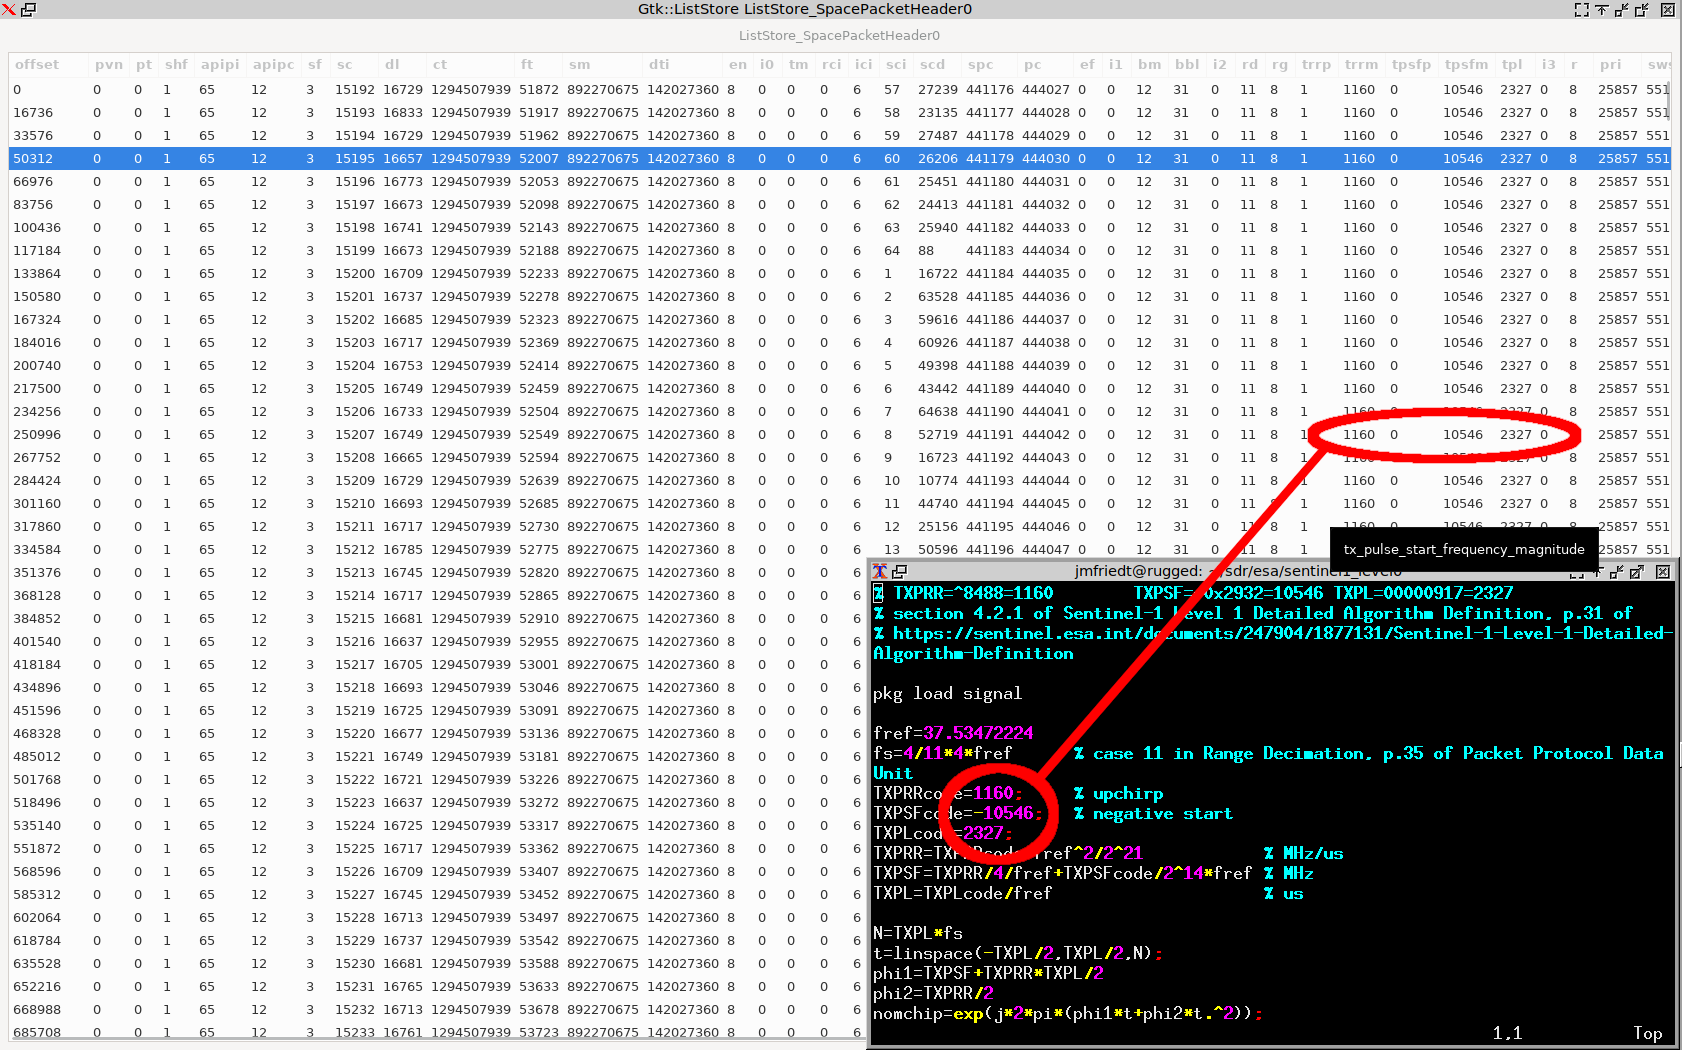 Gtk::ListStore ListStore_SpacePacketHeader0
ListStore_SpacePacketHeader0
offset pvn pt shf apipi apipc sf sc dl ct ft sm dti en i0 tm rci ici sci scd spc pc ef i1 bm bbl i2 rd rg trrp trrm tpsfp tpsfm tpl i3 r pri sws
0 0 0 1 65 12 3 15192 16729 1294507939 51872 892270675 142027360 8 0 0 0 6 57 27239 441176 444027 0 0 12 31 0 11 8 1 1160 0 10546 2327 0 8 25857 551
16736 0 0 1 65 12 3 15193 16833 1294507939 51917 892270675 142027360 8 0 0 0 6 58 23135 441177 444028 0 0 12 31 0 11 8 1 1160 0 10546 2327 0 8 25857 551
33576 0 0 1 65 12 3 15194 16729 1294507939 51962 892270675 142027360 8 0 0 0 6 59 27487 441178 444029 0 0 12 31 0 11 8 1 1160 0 10546 2327 0 8 25857 551
50312 0 0 1 65 12 3 15195 16657 1294507939 52007 892270675 142027360 8 0 0 0 6 60 26206 441179 444030 0 0 12 31 0 11 8 1 1160 0 10546 2327 0 8 25857 551
66976 0 0 1 65 12 3 15196 16773 1294507939 52053 892270675 142027360 8 0 0 0 6 61 25451 441180 444031 0 0 12 31 0 11 8 1 1160 0 10546 2327 0 8 25857 551
83756 0 0 1 65 12 3 15197 16673 1294507939 52098 892270675 142027360 8 0 0 0 6 62 24413 441181 444032 0 0 12 31 0 11 8 1 1160 0 10546 2327 0 8 25857 551
100436 0 0 1 65 12 3 15198 16741 1294507939 52143 892270675 142027360 8 0 0 0 6 63 25940 441182 444033 0 0 12 31 0 11 8 1 1160 0 10546 2327 0 8 25857 551
117184 0 0 1 65 12 3 15199 16673 1294507939 52188 892270675 142027360 8 0 0 0 6 64 88 441183 444034 0 0 12 31 0 11 8 1 1160 0 10546 2327 0 8 25857 551
133864 0 0 1 65 12 3 15200 16709 1294507939 52233 892270675 142027360 8 0 0 0 6 1 16722 441184 444035 0 0 12 31 0 11 8 1 1160 0 10546 2327 0 8 25857 551
150580 0 0 1 65 12 3 15201 16737 1294507939 52278 892270675 142027360 8 0 0 0 6 2 63528 441185 444036 0 0 12 31 0 11 8 1 1160 0 10546 2327 0 8 25857 551
167324 0 0 1 65 12 3 15202 16685 1294507939 52323 892270675 142027360 8 0 0 0 6 3 59616 441186 444037 0 0 12 31 0 11 8 1 1160 0 10546 2327 0 8 25857 551
184016 0 0 1 65 12 3 15203 16717 1294507939 52369 892270675 142027360 8 0 0 0 6 4 60926 441187 444038 0 0 12 31 0 11 8 1 1160 0 10546 2327 0 8 25857 551
200740 0 0 1 65 12 3 15204 16753 1294507939 52414 892270675 142027360 8 0 0 0 6 5 49398 441188 444039 0 0 12 31 0 11 8 1 1160 0 10546 2327 0 8 25857 551
217500 0 0 1 65 12 3 15205 16749 1294507939 52459 892270675 142027360 8 0 0 0 6 6 43442 441189 444040 0 0 12 31 0 11 8 1 1160 0 10546 2327 0 8 25857 551
234256 0 0 1 65 12 3 15206 16733 1294507939 52504 892270675 142027360 8 0 0 0 6 7 64638 441190 444041 0 0 12 31 0 11 8 1 8 25857 551
250996 0 0 1 65 12 3 15207 16749 1294507939 52549 892270675 142027360 8 0 0 0 6 8 52719 441191 444042 0 0 12 31 0 11 8 1 1160 0 10546 2327 0 25857 551
267752 0 0 1 65 12 3 15208 16665 1294507939 52594 892270675 142027360 8 0 0 0 6 9 16723 441192 444043 0 0 12 31 0 11 8 1 8 25857 551
284424 0 0 1 65 12 3 15209 16729 1294507939 52639 892270675 142027360 8 0 0 0 6 10 10774 441193 444044 0 0 12 31 0 11 8 1 1160 0 10546 2327 0 8 25857 551
301160 0 0 1 65 12 3 15210 16693 1294507939 52685 892270675 142027360 8 0 0 0 6 11 44740 441194 444045 0 0 12 31 0 11 8 1 1160 0 10546 2327 0 8 25857 551
317860 0 0 1 65 12 3 15211 16717 1294507939 52730 892270675 142027360 8 0 0 0 6 12 25156 441195 444046 0 0 12 31 0 11 8 1 1160 0 10546 2327 0 8 25857 551
334584 0 0 1 65 12 3 15212 16785 1294507939 52775 892270675 142027360 8 0 0 0 6 13 50596 441196 444047 0 0 12 31 0 11 8 1 25857 551
tx_pulse_start_frequency_magnitude
351376 0 0 1 65 12 3 15213 16745 1294507939 52820 892270675 142027360 8 0 0 0 6
368128 0 0 1 65 12 3 15214 16717 1294507939 52865 892270675 142027360 8 0 0 0 6
384852 0 0 1 65 12 3 15215 16681 1294507939 52910 892270675 142027360 8 0 0 0 6
401540 0 0 1 65 12 3 15216 16637 1294507939 52955 892270675 142027360 8 0 0 0 6
418184 0 0 1 65 12 3 15217 16705 1294507939 53001 892270675 142027360 8 0 0 0 6
434896 0 0 1 65 12 3 15218 16693 1294507939 53046 892270675 142027360 8 0 0 0 6
451596 0 0 1 65 12 3 15219 16725 1294507939 53091 892270675 142027360 8 0 0 0 6
468328 0 0 1 65 12 3 15220 16677 1294507939 53136 892270675 142027360 8 0 0 0 6
485012 0 0 1 65 12 3 15221 16749 1294507939 53181 892270675 142027360 8 0 0 0 6
501768 0 0 1 65 12 3 15222 16721 1294507939 53226 892270675 142027360 8 0 0 0 6
518496 0 0 1 65 12 3 15223 16637 1294507939 53272 892270675 142027360 8 0 0 0 6
535140 0 0 1 65 12 3 15224 16725 1294507939 53317 892270675 142027360 8 0 0 0 6
551872 0 0 1 65 12 3 15225 16717 1294507939 53362 892270675 142027360 8 0 0 0 6
568596 0 0 1 65 12 3 15226 16709 1294507939 53407 892270675 142027360 8 0 0 0 6
585312 0 0 1 65 12 3 15227 16745 1294507939 53452 892270675 142027360 8 0 0 0 6
602064 0 0 1 65 12 3 15228 16713 1294507939 53497 892270675 142027360 8 0 0 0 6
618784 0 0 1 65 12 3 15229 16737 1294507939 53542 892270675 142027360 8 0 0 0 6
635528 0 0 1 65 12 3 15230 16681 1294507939 53588 892270675 142027360 8 0 0 0 6
652216 0 0 1 65 12 3 15231 16765 1294507939 53633 892270675 142027360 8 0 0 0 6
668988 0 0 1 65 12 3 15232 16713 1294507939 53678 892270675 142027360 8 0 0 0 6
685708 0 0 1 65 12 3 15233 16761 1294507939 53723 892270675 142027360 8 0 0 0 6
jmfriedt@rugged: ~/sdr/esa/sentinel1_level0
% TXPRR=^8488=1160 TXPSF= 0x2932=10546 TXPL=00000917=2327
% section 4.2.1 of Sentinel-1 Level 1 Detailed Algorithm Definition, p.31 of
% https://sentinel.esa.int/documents/247904/1877131/Sentinel-1-Level-1-Detailed-
Algorithm-Definition
pkg load signal
fref=37.53472224
fs=4/11*4*fref % case 11 in Range Decimation, p.35 of Packet Protocol Data
Unit
TXPRRcode=1160; % upchirp
TXPSFcode=-10546; % negative start
TXPLcode=2327;
TXPRR=TXPRRcode*fref^2/2^21 % MHz/us
TXPSF=TXPRR/4/fref+TXPSFcode/2^14*fref % MHz
TXPL=TXPLcode/fref % us
N=TXPL*fs
t=linspace(-TXPL/2,TXPL/2,N);
phi1=TXPSF+TXPRR*TXPL/2
phi2=TXPRR/2
nomchip=exp(j*2*pi*(phi1*t+phi2*t.^2));
1,1 Top